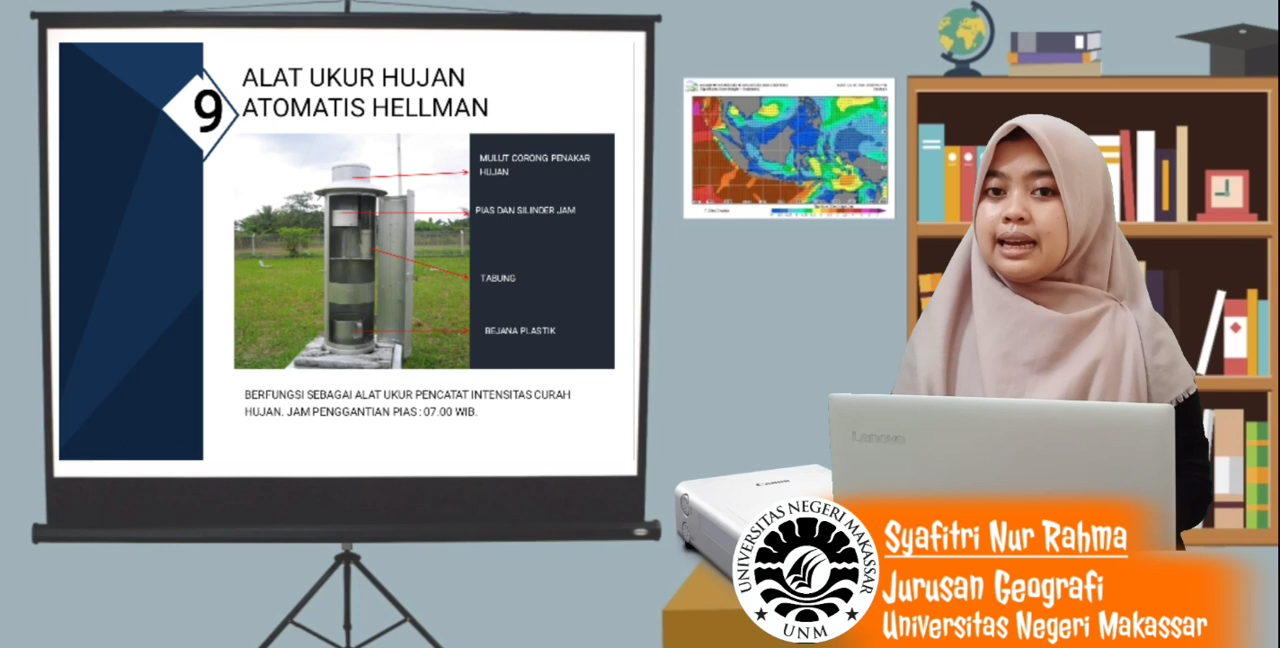 9
ALAT UKUR HUJAN
ATOMATIS HELLMAN
MULUT CORONG PENAKAR
HUJAN
PIAS DAN SILINDER JAM
TABUNG
BEJANA PLASTIK
BERFUNGSI SEBAGAI ALAT UKUR PENCATAT INTENSITAS CURAH
HUJAN. JAM PENGGANTIAN PIAS : 07.00 WIB.
Lenovo
Canon
UNIVERSITAS NEGERI MAKASSAR
UNM
Syafitri Nur Rahma
Jurusan Geografi
Universitas Negeri Makassar